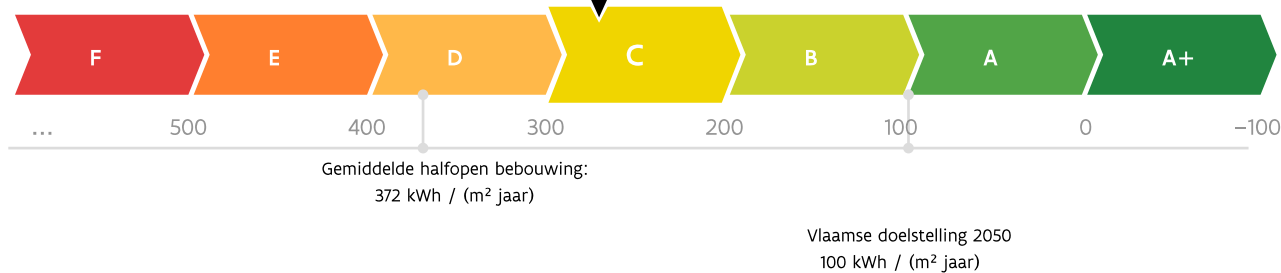 F E D C B A A+
... 500 400 300 200 100 0 –100
Gemiddelde halfopen bebouwing:
372 kWh / (m² jaar)
Vlaamse doelstelling 2050
100 kWh / (m² jaar)